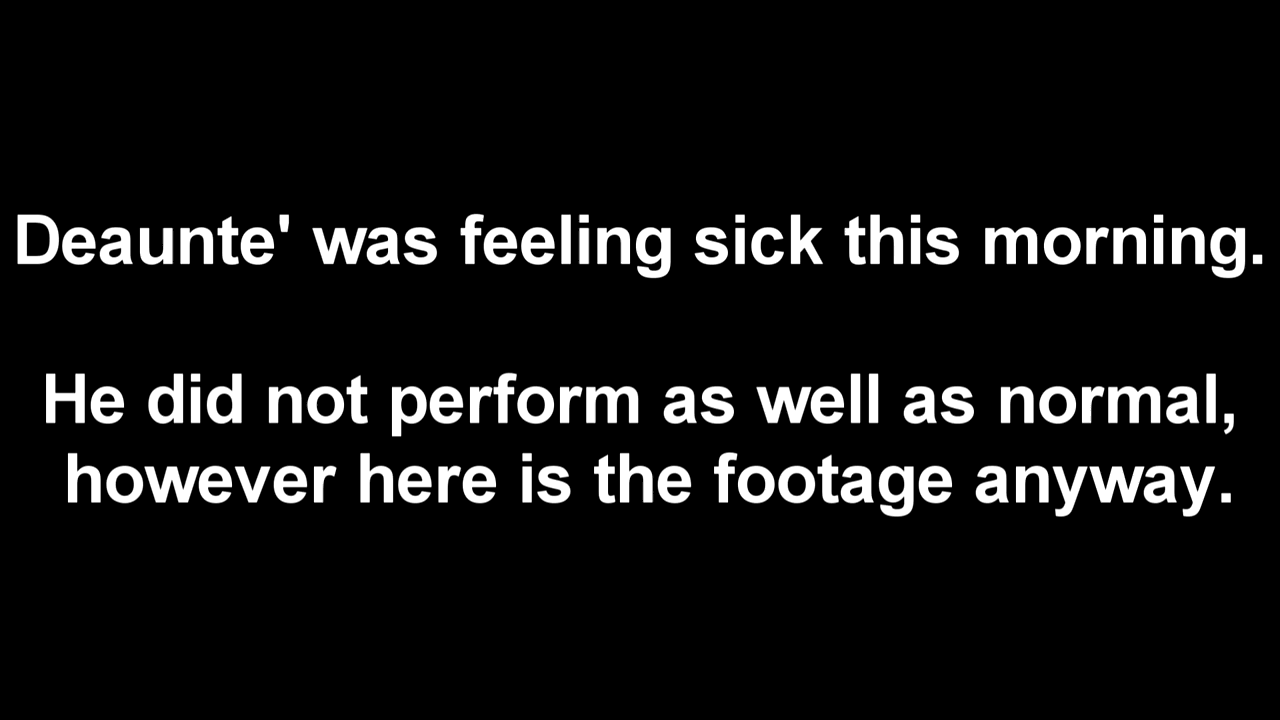 Deaunte' was feeling sick this morning.
He did not perform as well as normal,
however here is the footage anyway.